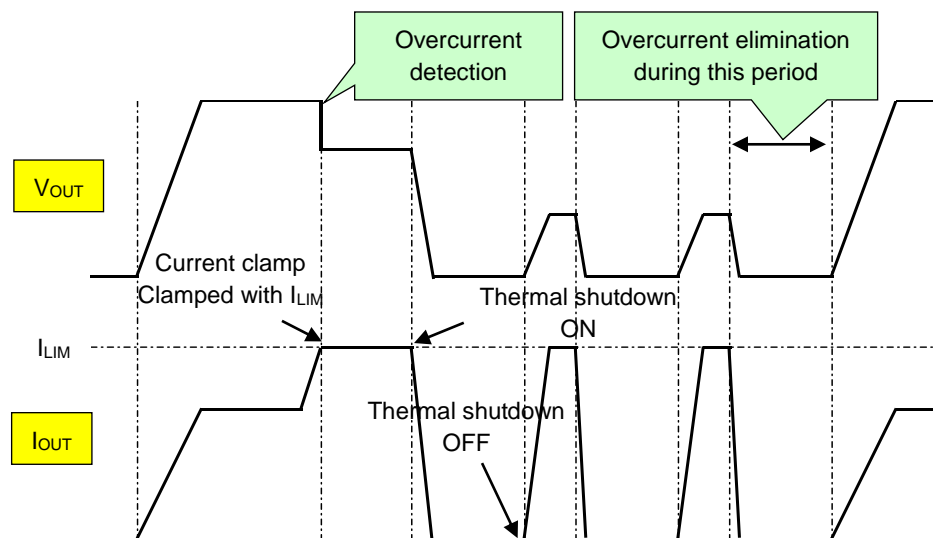 Overcurrent
detection
Overcurrent elimination
during this period
VOUT
Current clamp
Clamped with ILIM
Thermal shutdown
ON
ILIM
Thermal shutdown
OFF
IOUT